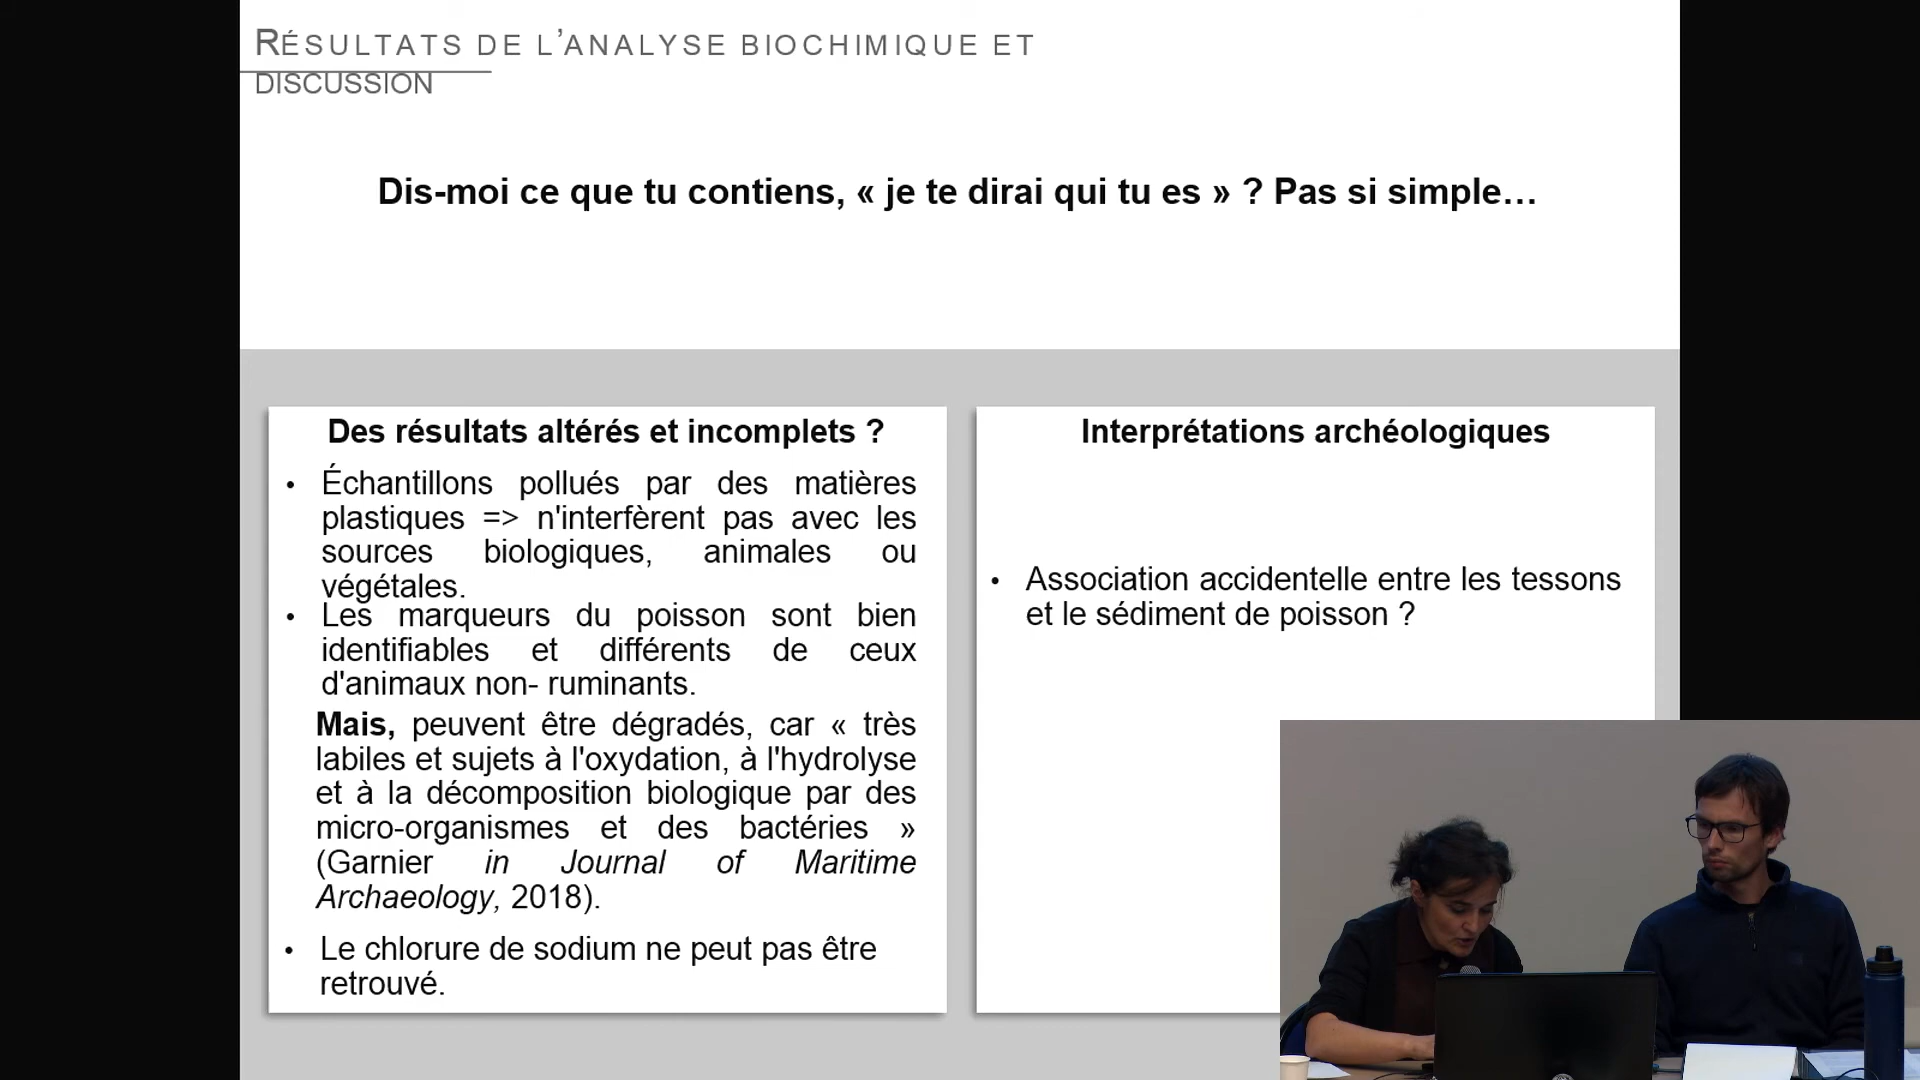 RÉSULTATS DE L'ANALYSE BIOCHIMIQUE ET
DISCUSSION
Dis-moi ce que tu contiens, « je te dirai qui tu es » ? Pas si simple…
Des résultats altérés et incomplets ?
• Échantillons pollués par des matières
plastiques => n'interfèrent pas avec les
sources biologiques, animales ou
végétales.
• Les marqueurs du poisson sont bien
identifiables et différents de ceux
d'animaux non- ruminants.
Mais, peuvent être dégradés, car « très
labiles et sujets à l'oxydation, à l'hydrolyse
et à la décomposition biologique par des
micro-organismes et des bactéries »
(Garnier in Journal of Maritime
Archaeology, 2018).
• Le chlorure de sodium ne peut pas être
retrouvé.
Interprétations archéologiques
• Association accidentelle entre les tessons
et le sédiment de poisson ?